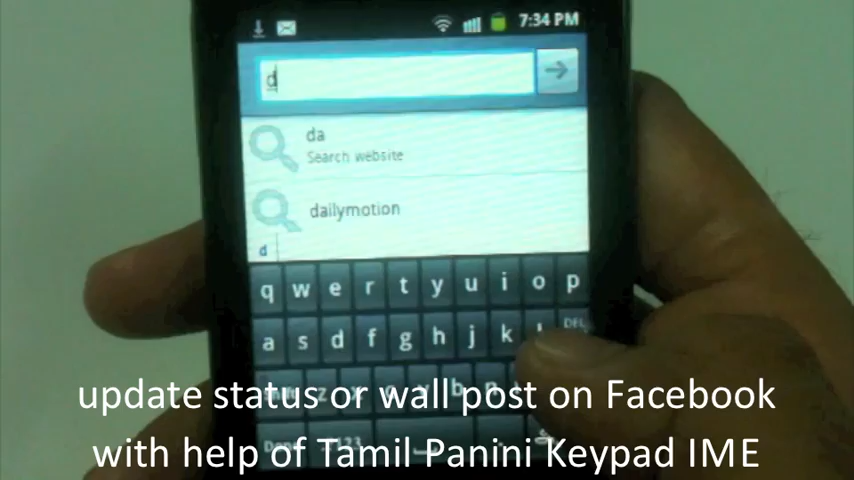 7:34 PM
d
da
Search website
dailymotion
d
q w e r t y u i o p
a s d f g h j k l DEL
z x c v b n
?123
update status or wall post on Facebook
with help of Tamil Panini Keypad IME